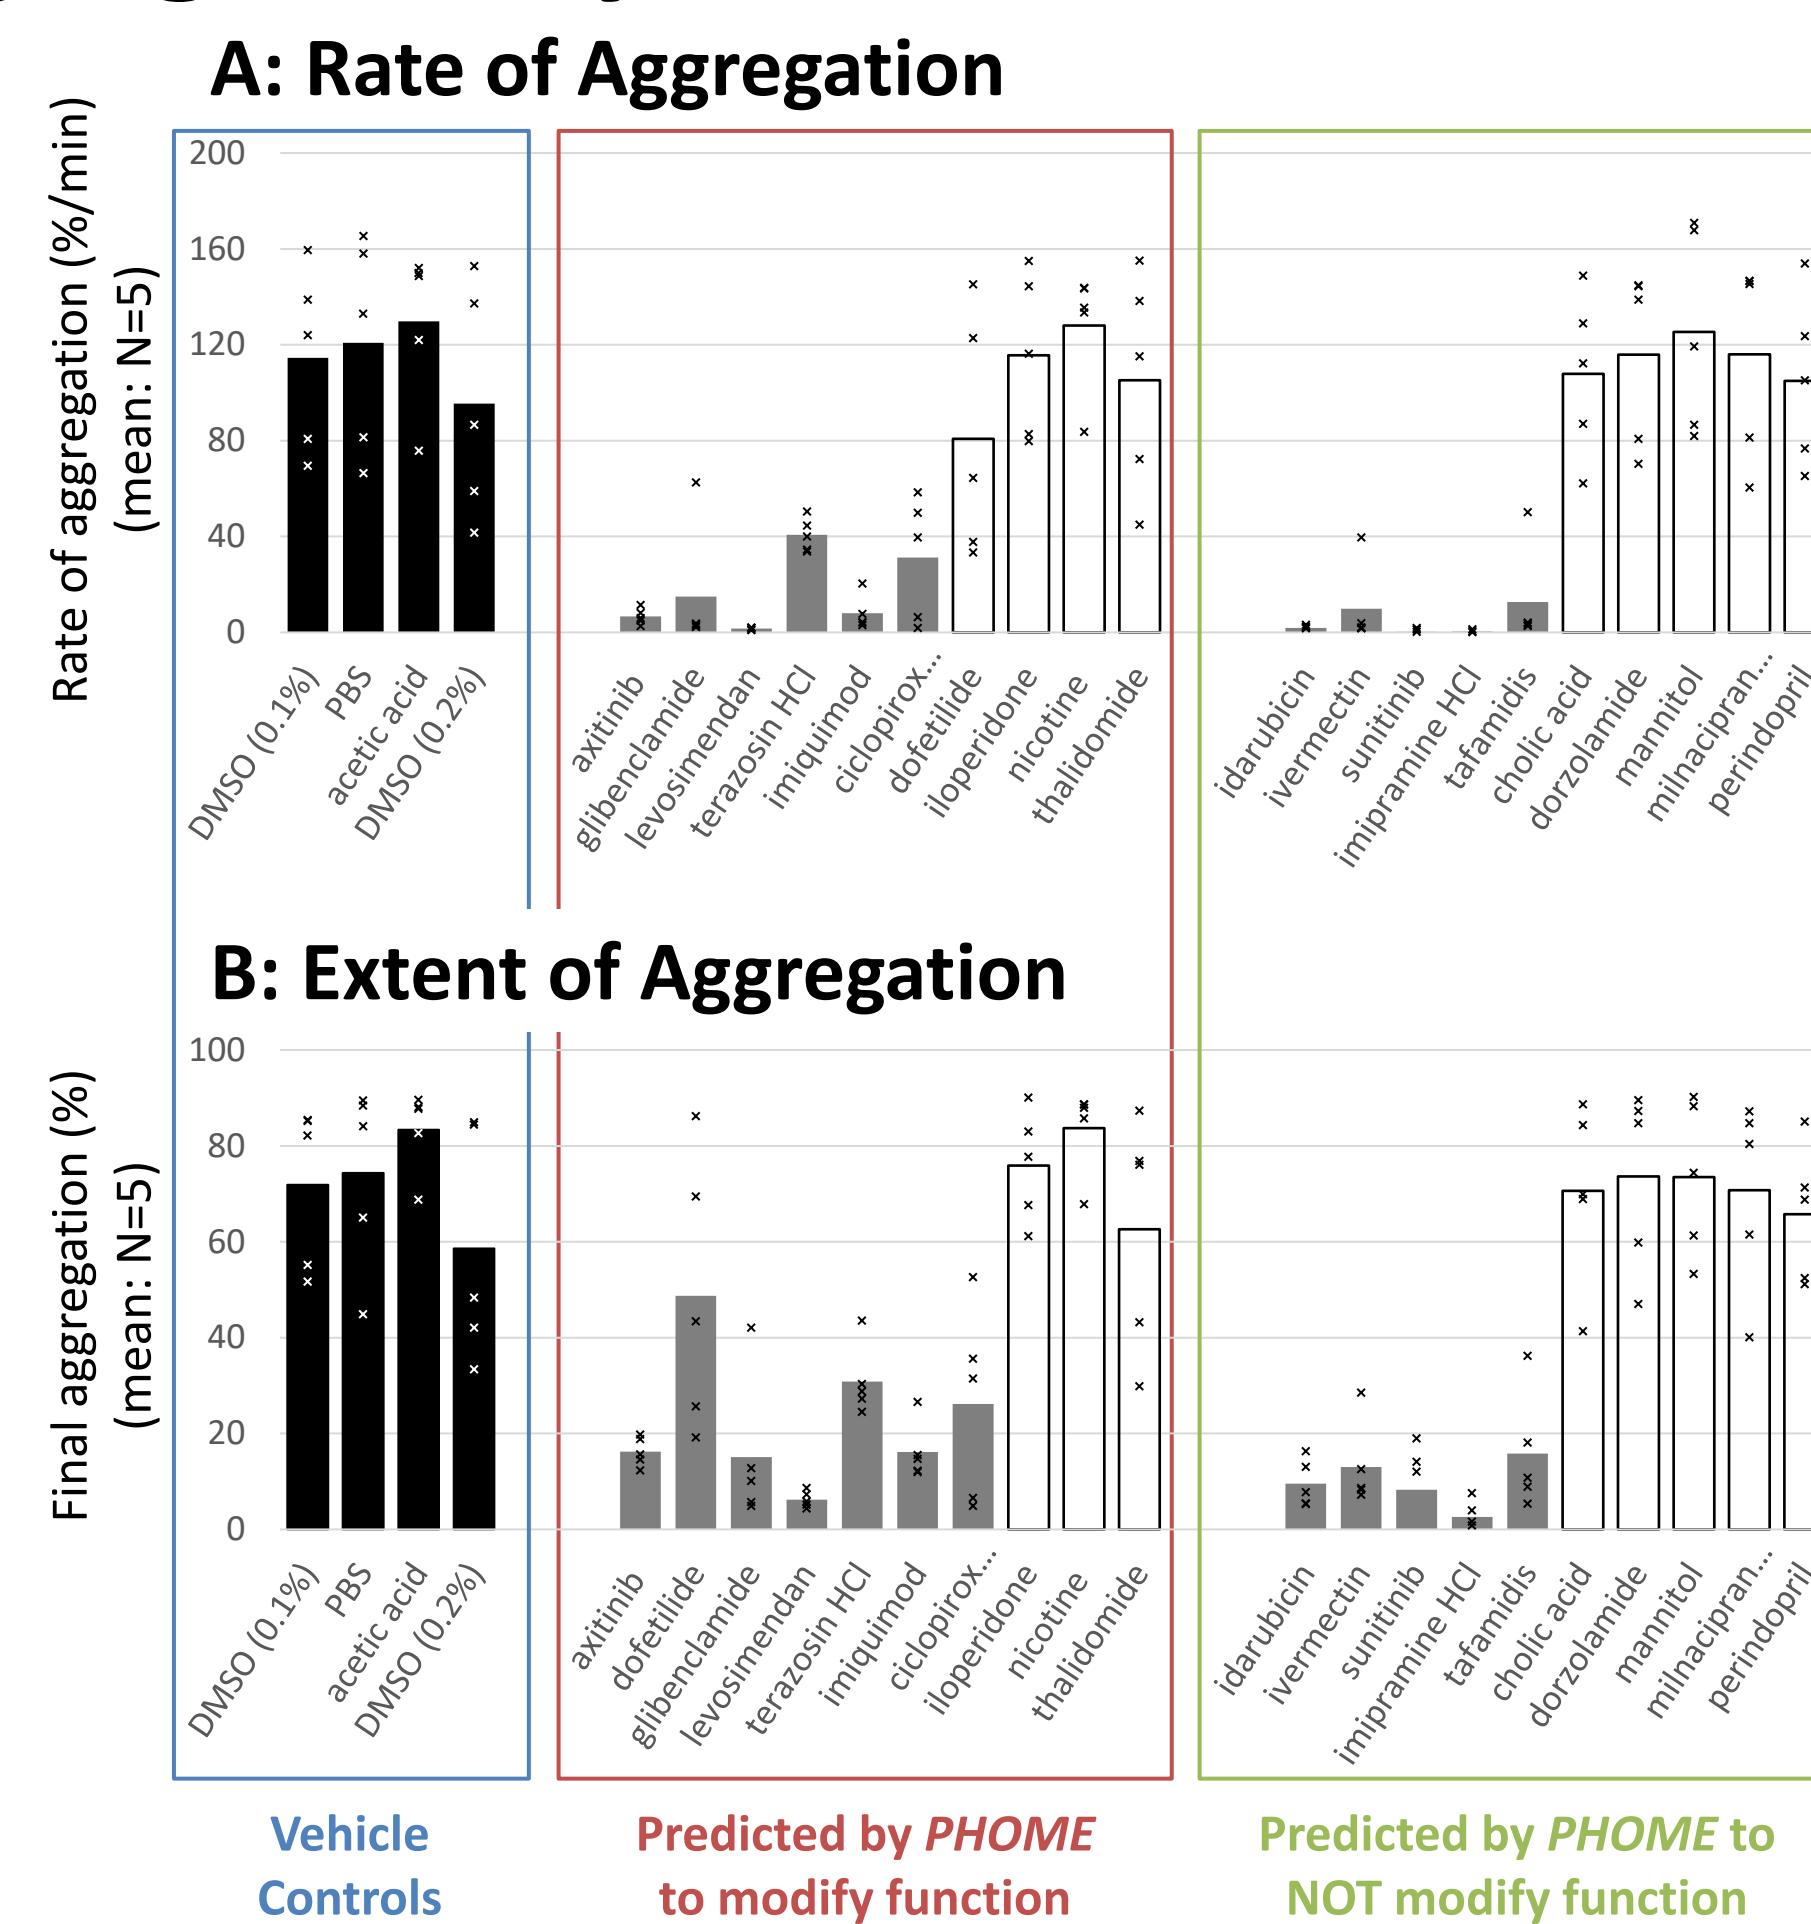 A: Rate of Aggregation
Rate of aggregation (%/min)
(mean: N=5)
200
160
120
80
40
0
DMSO (0.1%)
PBS
acetic acid
DMSO (0.2%)
axitinib
glibenclamide
levosimendan
terazosin HCl
imiquimod
ciclopirox...
dofetilide
iloperidone
nicotine
thalidomide
idarubicin
ivermectin
sunitinib
imipramine HCl
tafamidis
cholic acid
dorzolamide
mannitol
milnacipran...
perindopril
B: Extent of Aggregation
Final aggregation (%)
(mean: N=5)
100
80
60
40
20
0
DMSO (0.1%)
PBS
acetic acid
DMSO (0.2%)
axitinib
dofetilide
glibenclamide
levosimendan
terazosin HCl
imiquimod
ciclopirox...
iloperidone
nicotine
thalidomide
idarubicin
ivermectin
sunitinib
imipramine HCl
tafamidis
cholic acid
dorzolamide
mannitol
milnacipran...
perindopril
Vehicle
Controls
Predicted by PHOME
to modify function
Predicted by PHOME to
NOT modify function